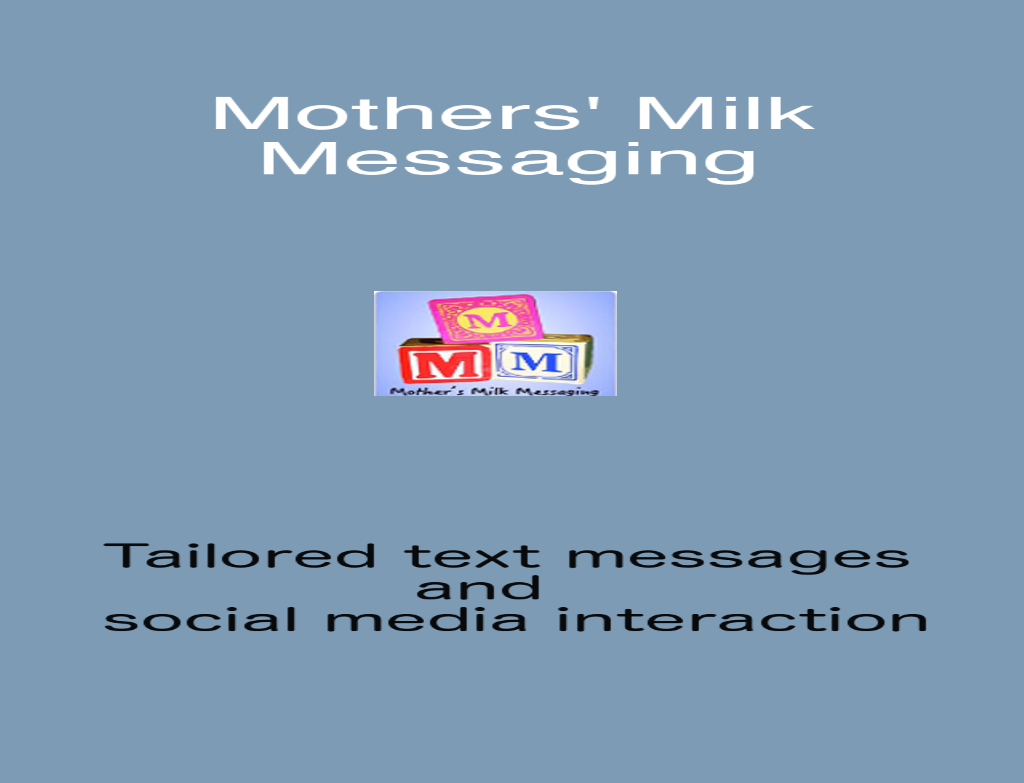 Mothers' Milk
Messaging
M
M M
Mother's Milk Messaging
Tailored text messages
and
social media interaction